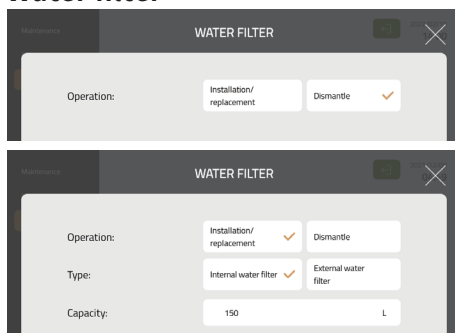 Water filter
Maintenance
WATER FILTER
Operation:
Installation/
replacement
Dismantle
Maintenance
WATER FILTER
Operation:
Installation/
replacement
Dismantle
Type:
Internal water filter
External water
filter
Capacity:
150
L